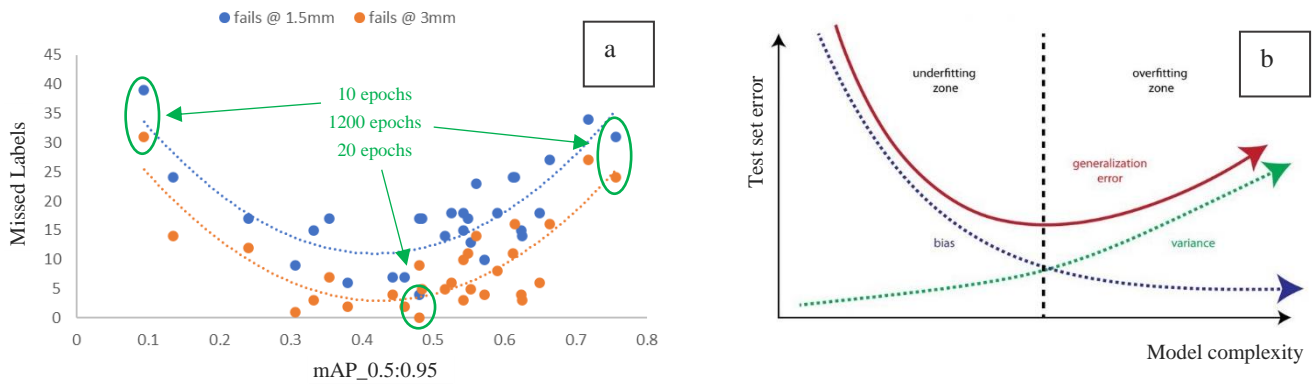 fails @ 1.5mm fails @ 3mm
a
Missed Labels
45
40
35
30
25
20
15
10
5
0
10 epochs
1200 epochs
20 epochs
0 0.1 0.2 0.3 0.4 0.5 0.6 0.7 0.8
mAP_0.5:0.95
b
Test set error
underfitting
zone
overfitting
zone
generalization
error
bias
variance
Model complexity